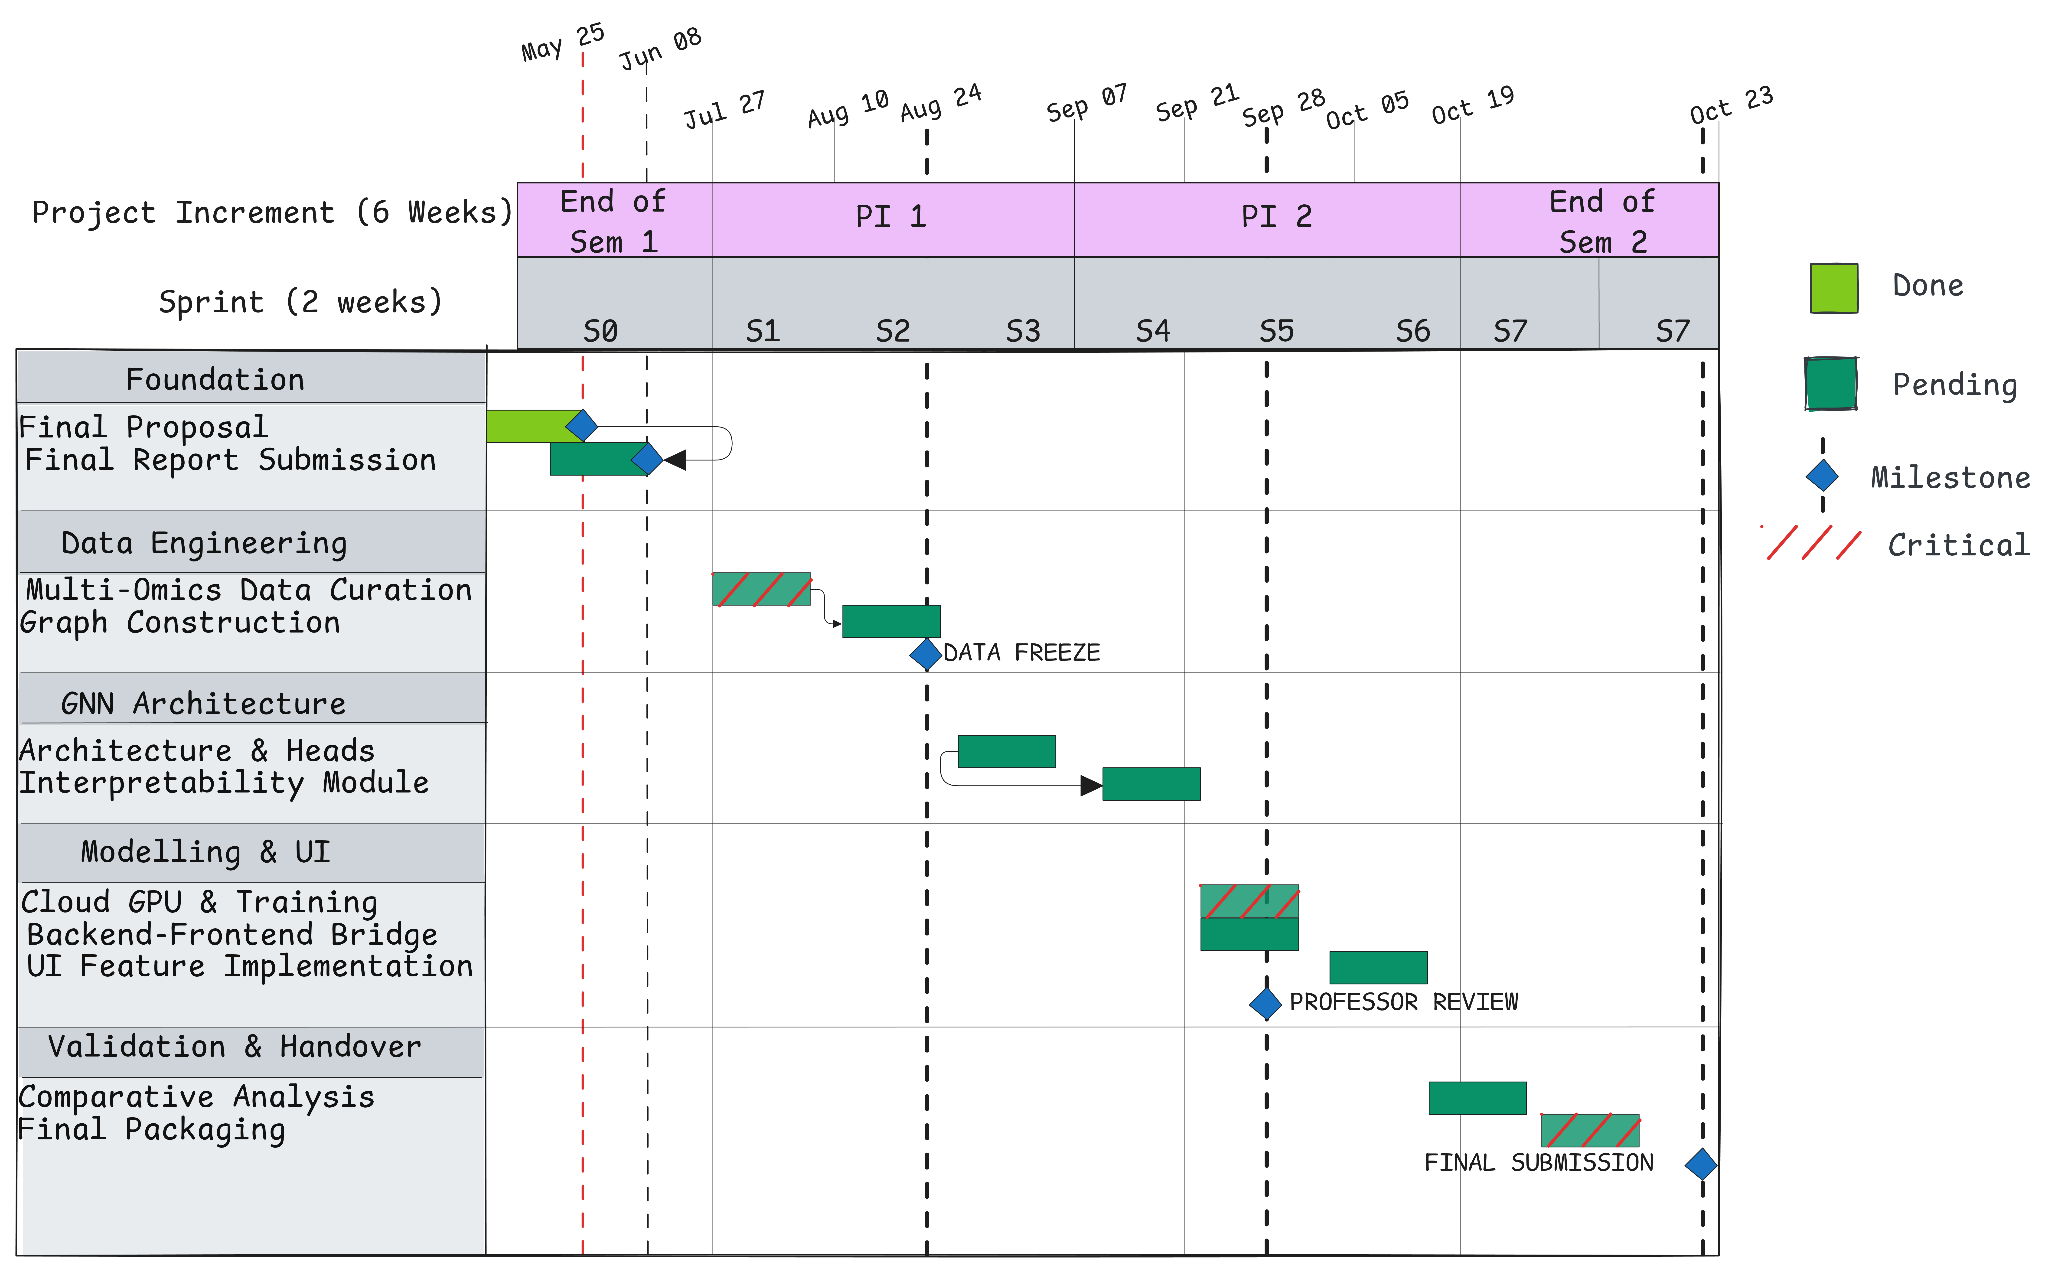 May 25
Jun 08
Jul 27
Aug 10
Aug 24
Sep 07
Sep 21
Sep 28
Oct 05
Oct 19
Oct 23
Project Increment (6 Weeks)
End of
Sem 1
PI 1
PI 2
End of
Sem 2
Sprint (2 weeks)
S0
S1
S2
S3
S4
S5
S6
S7
S7
Done
Pending
Milestone
Critical
Foundation
Final Proposal
Final Report Submission
Data Engineering
Multi-Omics Data Curation
Graph Construction
DATA FREEZE
GNN Architecture
Architecture & Heads
Interpretability Module
Modelling & UI
Cloud GPU & Training
Backend-Frontend Bridge
UI Feature Implementation
PROFESSOR REVIEW
Validation & Handover
Comparative Analysis
Final Packaging
FINAL SUBMISSION